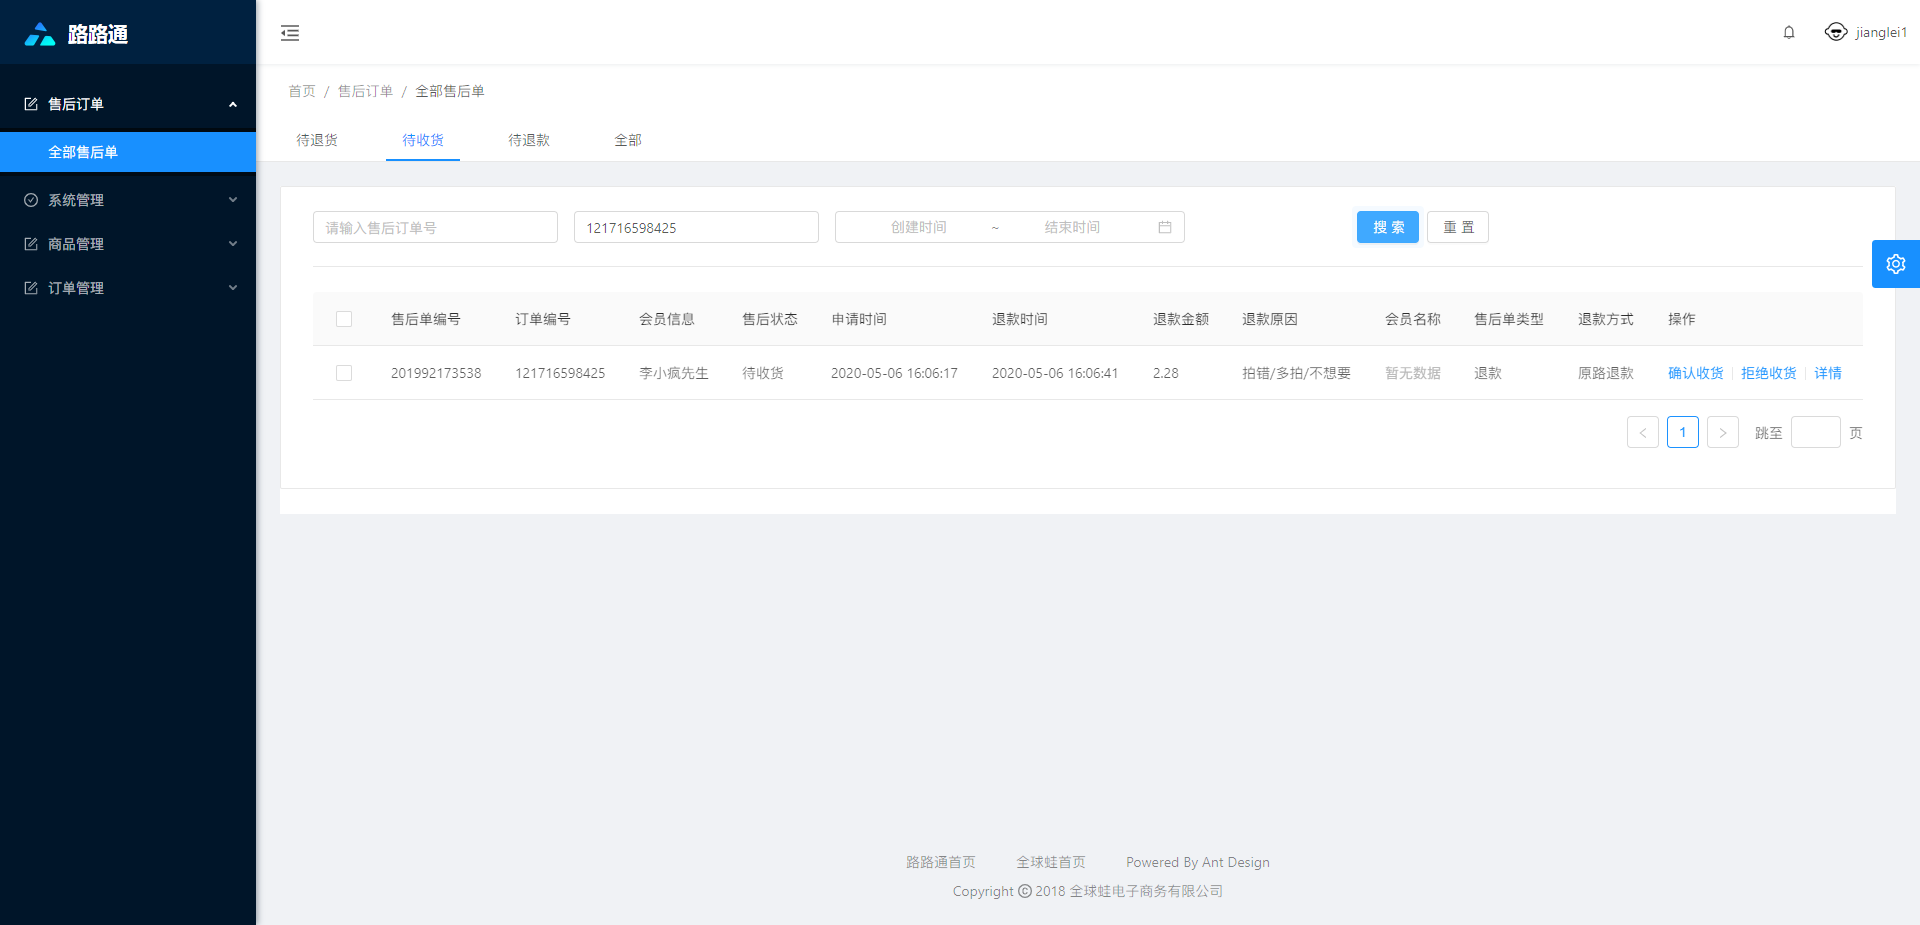 路路通
jianglei1
售后订单
全部售后单
系统管理
商品管理
订单管理
首页 / 售后订单 / 全部售后单
待退货 待收货 待退款 全部
请输入售后订单号 121716598425 创建时间 ~ 结束时间 搜 索 重 置
售后单编号 订单编号 会员信息 售后状态 申请时间 退款时间 退款金额 退款原因 会员名称 售后单类型 退款方式 操作
201992173538 121716598425 李小疯先生 待收货 2020-05-06 16:06:17 2020-05-06 16:06:41 2.28 拍错/多拍/不想要 暂无数据 退款 原路退款 确认收货 拒绝收货 详情
< 1 > 跳至 页
路路通首页 全球蛙首页 Powered By Ant Design
Copyright © 2018 全球蛙电子商务有限公司